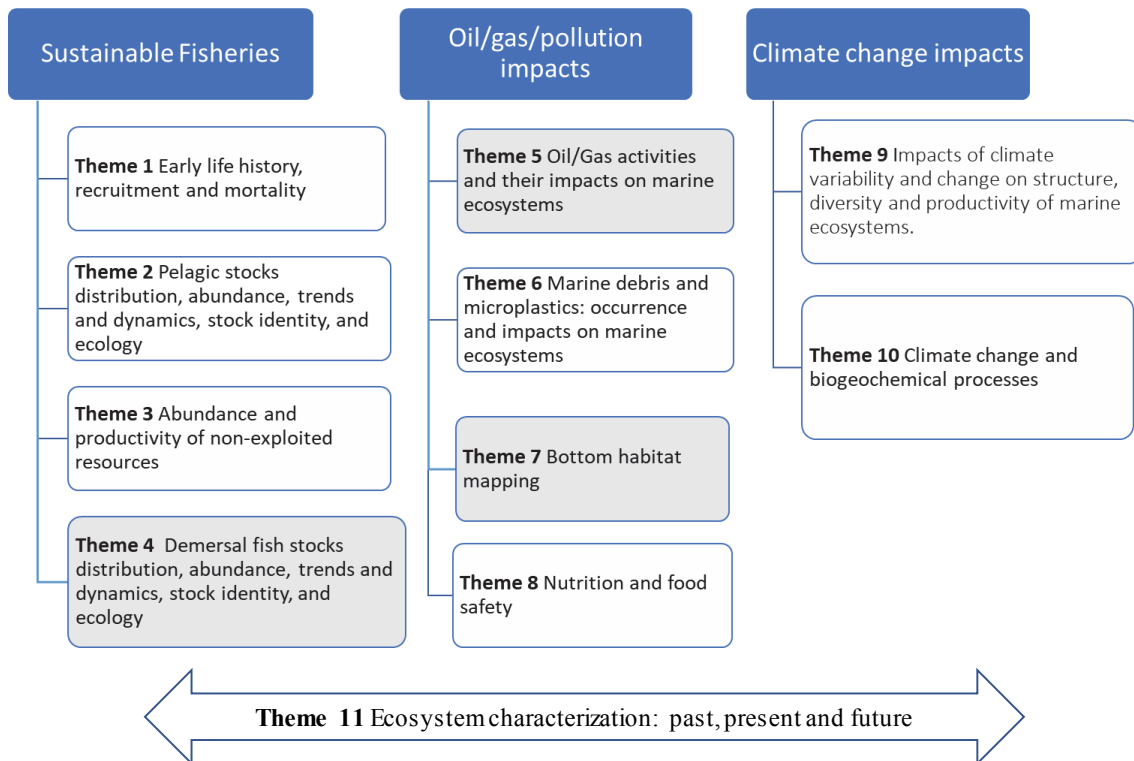 Sustainable Fisheries
Theme 1 Early life history,
recruitment and mortality
Theme 2 Pelagic stocks
distribution, abundance, trends
and dynamics, stock identity, and
ecology
Theme 3 Abundance and
productivity of non-exploited
resources
Theme 4 Demersal fish stocks
distribution, abundance, trends and
dynamics, stock identity, and
ecology
Oil/gas/pollution
impacts
Theme 5 Oil/Gas activities
and their impacts on marine
ecosystems
Theme 6 Marine debris and
microplastics: occurrence
and impacts on marine
ecosystems
Theme 7 Bottom habitat
mapping
Theme 8 Nutrition and food
safety
Climate change impacts
Theme 9 Impacts of climate
variability and change on structure,
diversity and productivity of marine
ecosystems.
Theme 10 Climate change and
biogeochemical processes
Theme 11 Ecosystem characterization: past, present and future